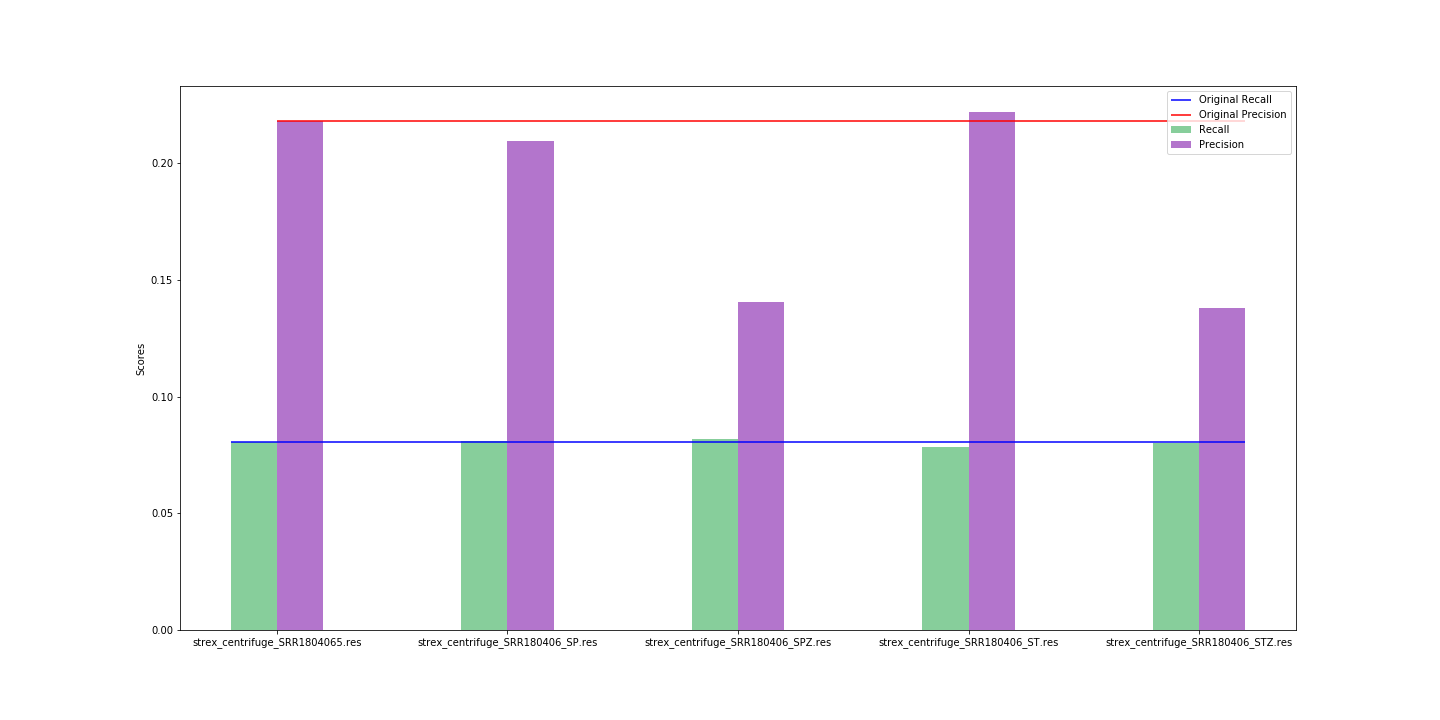 Original Recall
Original Precision
Recall
Precision
0.20
0.15
0.10
0.05
0.00
Scores
strex_centrifuge_SRR1804065.res
strex_centrifuge_SRR180406_SP.res
strex_centrifuge_SRR180406_SPZ.res
strex_centrifuge_SRR180406_ST.res
strex_centrifuge_SRR180406_STZ.res